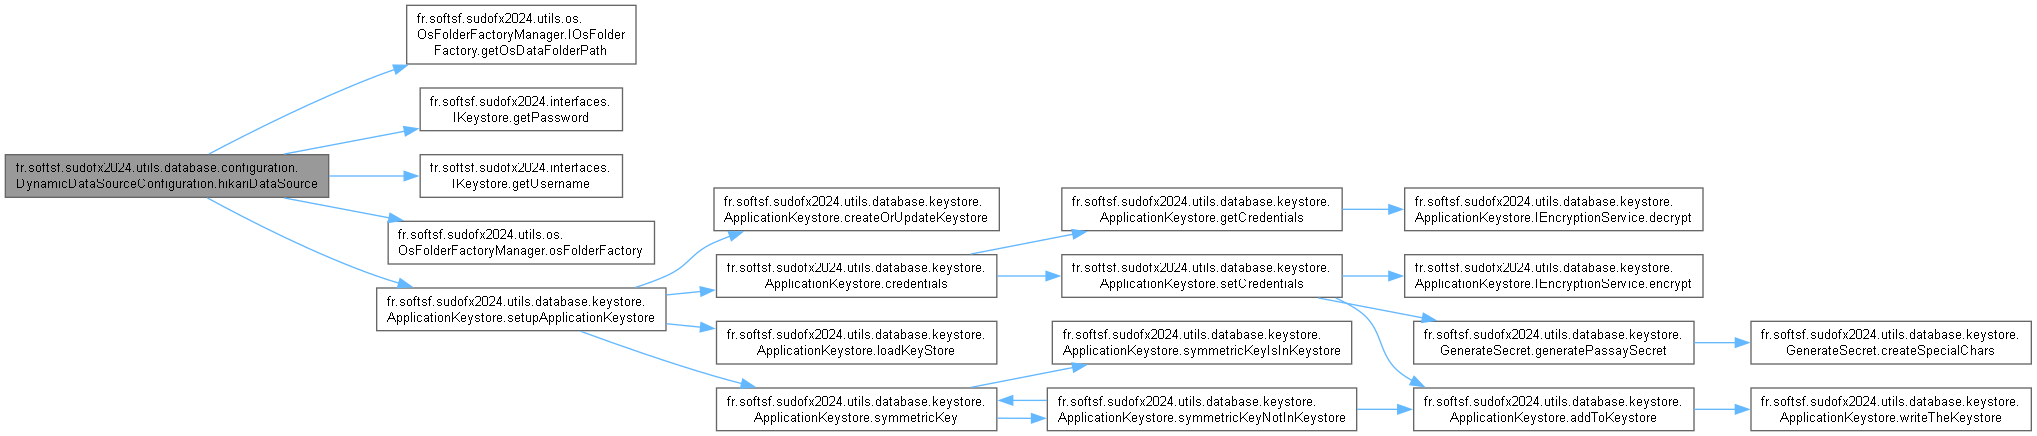 fr.softsf.sudofx2024.utils.os.
OsFolderFactoryManager.IOsFolder
Factory.getOsDataFolderPath
fr.softsf.sudofx2024.interfaces.
IKeystore.getPassword
fr.softsf.sudofx2024.utils.database.configuration.
DynamicDataSourceConfiguration.hikariDataSource
fr.softsf.sudofx2024.interfaces.
IKeystore.getUsername
fr.softsf.sudofx2024.utils.os.
OsFolderFactoryManager.osFolderFactory
fr.softsf.sudofx2024.utils.database.keystore.
ApplicationKeystore.setupApplicationKeystore
fr.softsf.sudofx2024.utils.database.keystore.
ApplicationKeystore.createOrUpdateKeystore
fr.softsf.sudofx2024.utils.database.keystore.
ApplicationKeystore.credentials
fr.softsf.sudofx2024.utils.database.keystore.
ApplicationKeystore.loadKeyStore
fr.softsf.sudofx2024.utils.database.keystore.
ApplicationKeystore.symmetricKey
fr.softsf.sudofx2024.utils.database.keystore.
ApplicationKeystore.getCredentials
fr.softsf.sudofx2024.utils.database.keystore.
ApplicationKeystore.setCredentials
fr.softsf.sudofx2024.utils.database.keystore.
ApplicationKeystore.symmetricKeyIsInKeystore
fr.softsf.sudofx2024.utils.database.keystore.
ApplicationKeystore.symmetricKeyNotInKeystore
fr.softsf.sudofx2024.utils.database.keystore.
ApplicationKeystore.IEncryptionService.decrypt
fr.softsf.sudofx2024.utils.database.keystore.
ApplicationKeystore.IEncryptionService.encrypt
fr.softsf.sudofx2024.utils.database.keystore.
GenerateSecret.generatePassaySecret
fr.softsf.sudofx2024.utils.database.keystore.
ApplicationKeystore.addToKeystore
fr.softsf.sudofx2024.utils.database.keystore.
GenerateSecret.createSpecialChars
fr.softsf.sudofx2024.utils.database.keystore.
ApplicationKeystore.writeTheKeystore